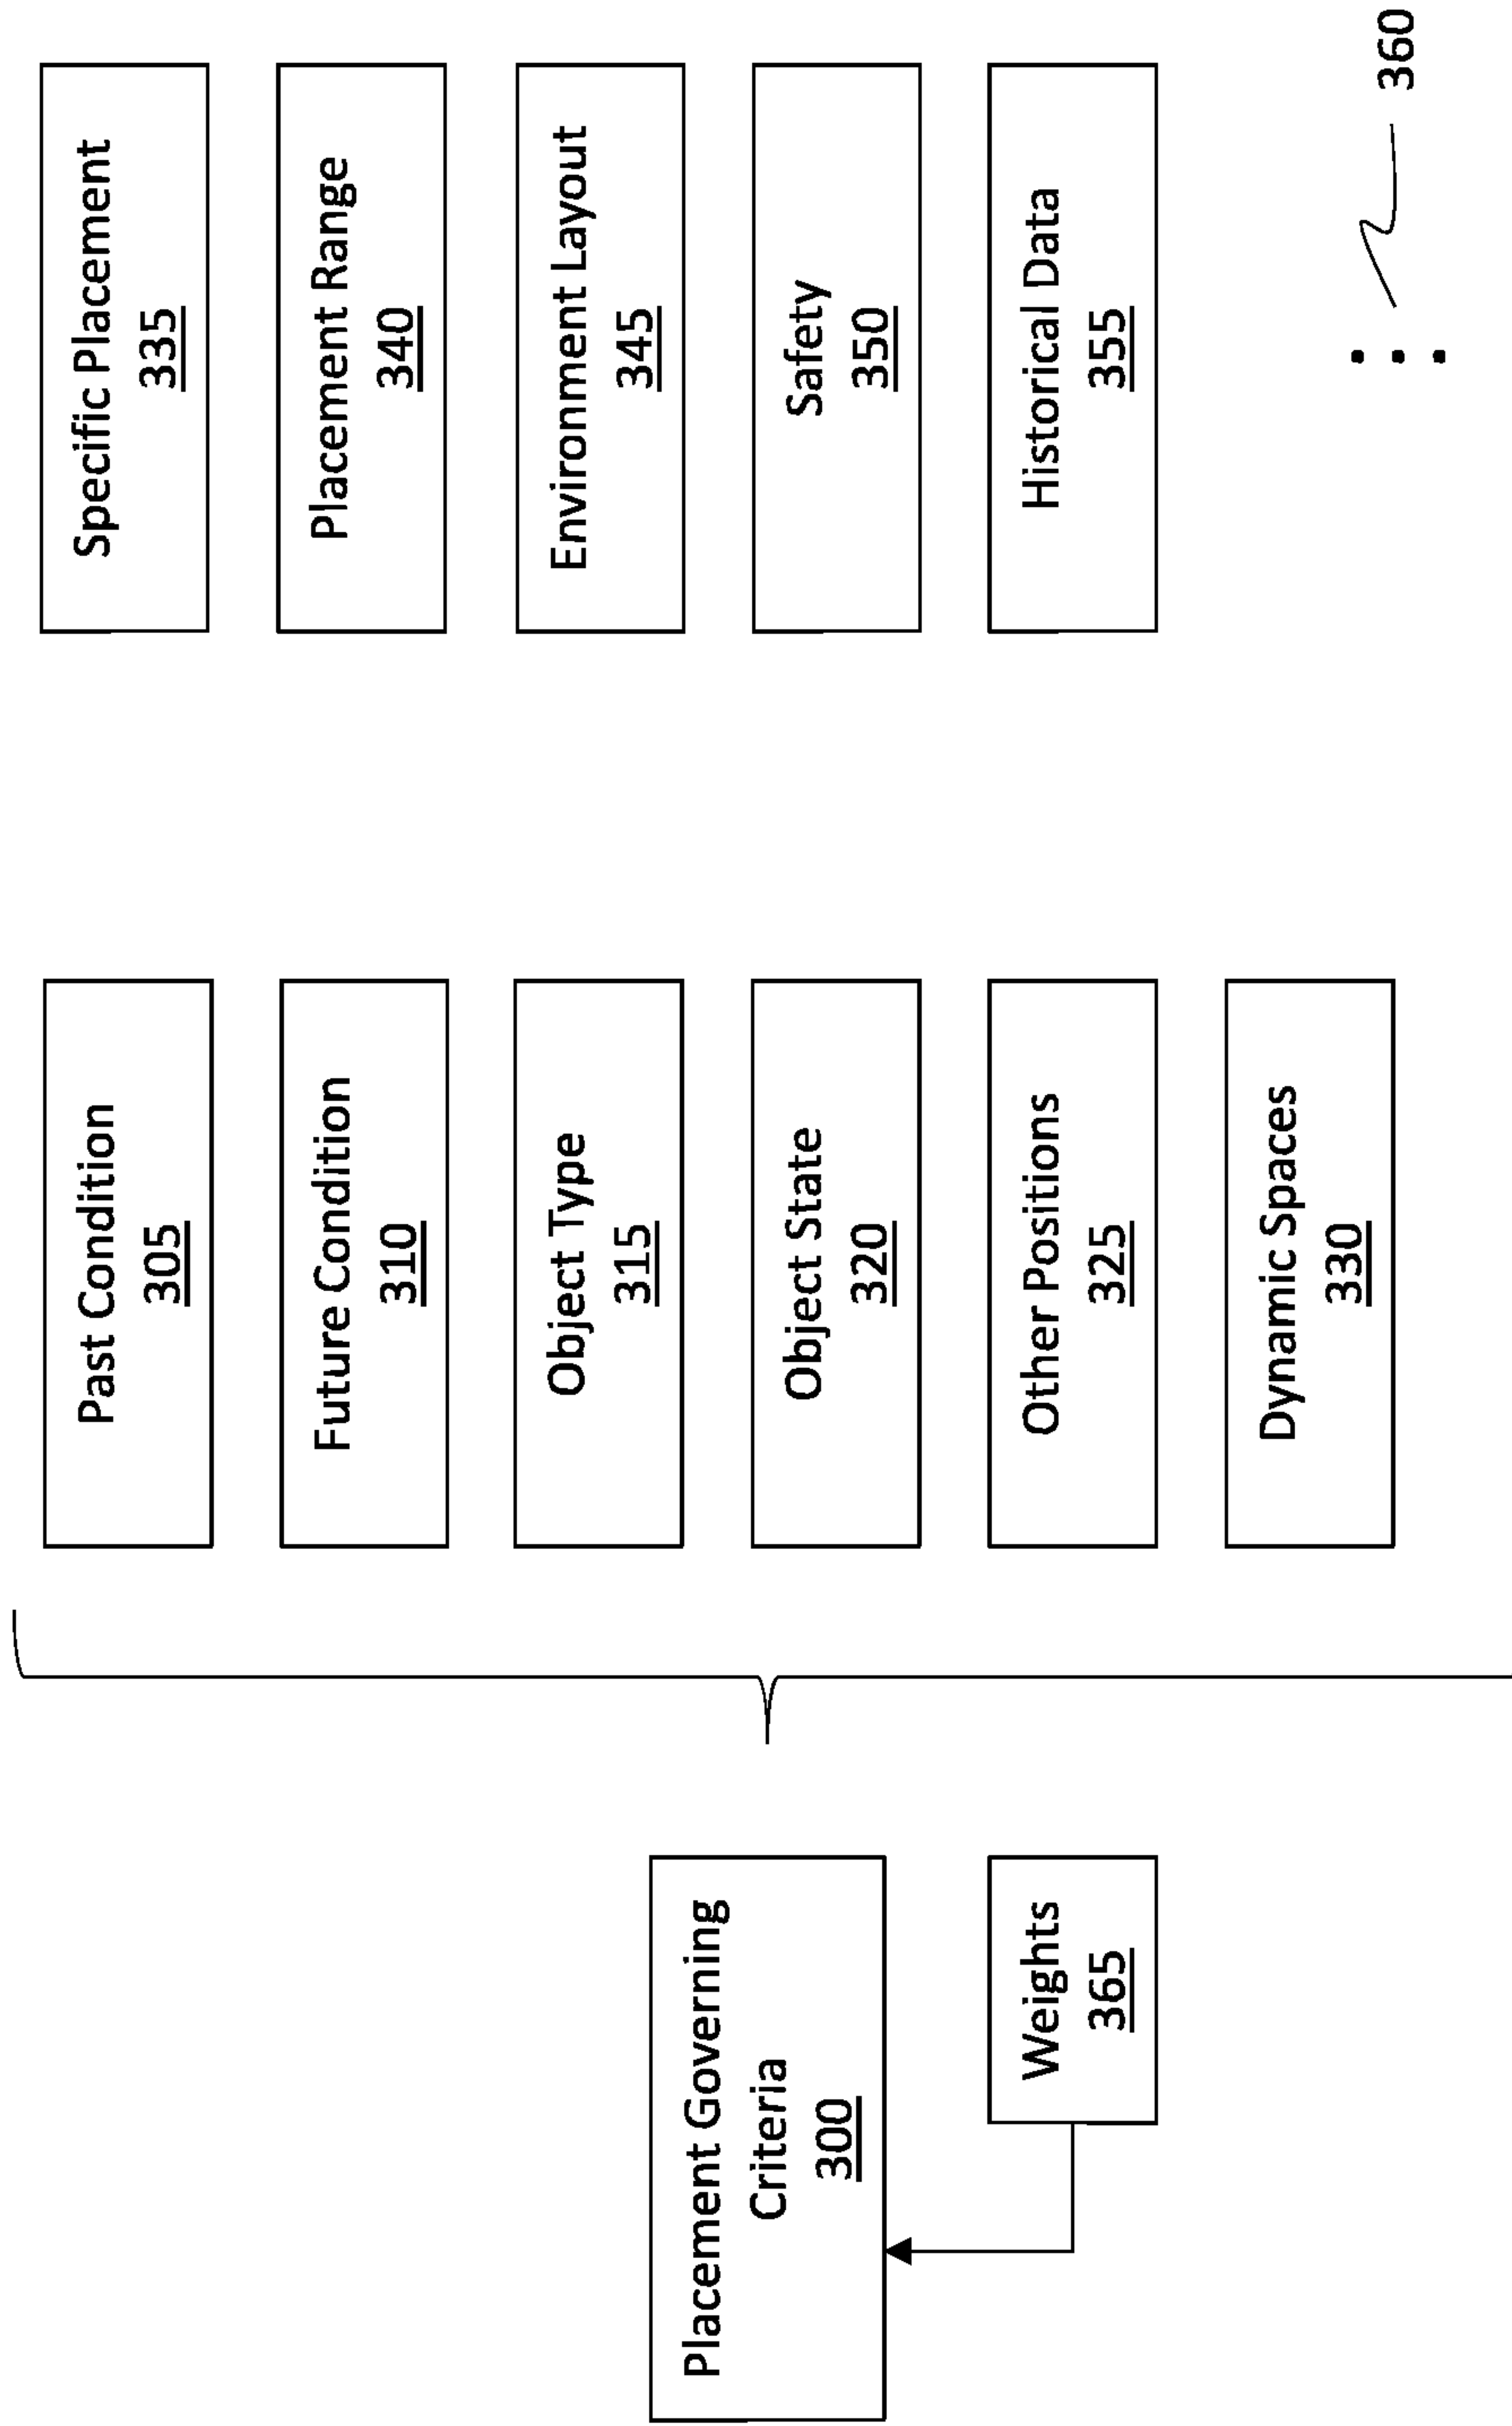 Placement Governing
Criteria
300
Weights
365
Past Condition
305
Future Condition
310
Object Type
315
Object State
320
Other Positions
325
Dynamic Spaces
330
Specific Placement
335
Placement Range
340
Environment Layout
345
Safety
350
Historical Data
355
360